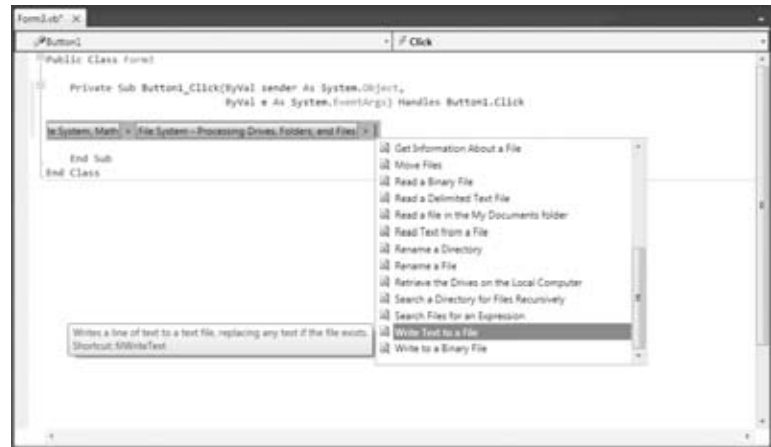 Form3.vb* ×
Button1
Click
Public Class Form3
Private Sub Button1_Click(ByVal sender As System.Object,
ByVal e As System.EventArgs) Handles Button1.Click
le System, Math > File System - Processing Drives, Folders, and Files >
Get Information About a File
Move Files
Read a Binary File
Read a Delimited Text File
Read a file in the My Documents folder
Read Text from a File
Rename a Directory
Rename a File
Retrieve the Drives on the Local Computer
Search a Directory for Files Recursively
Search Files for an Expression
Write Text to a File
Write to a Binary File
Writes a line of text to a text file, replacing any text if the file exists.
Shortcut: filWriteText
End Sub
End Class